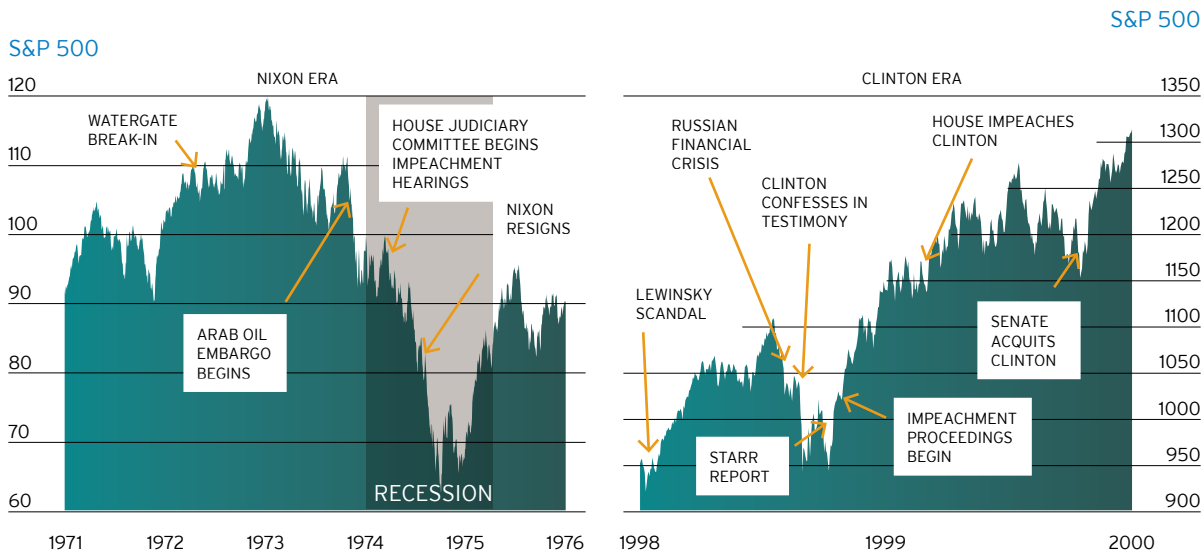 S&P 500
NIXON ERA
120
110
100
90
80
70
60
WATERGATE
BREAK-IN
HOUSE JUDICIARY
COMMITTEE BEGINS
IMPEACHMENT
HEARINGS
NIXON
RESIGNS
ARAB OIL
EMBARGO
BEGINS
RECESSION
1971 1972 1973 1974 1975 1976
S&P 500
CLINTON ERA
1350
1300
1250
1200
1150
1100
1050
1000
950
900
RUSSIAN
FINANCIAL
CRISIS
HOUSE IMPEACHES
CLINTON
CLINTON
CONFESSES IN
TESTIMONY
LEWINSKY
SCANDAL
SENATE
ACQUITS
CLINTON
STARR
REPORT
IMPEACHMENT
PROCEEDINGS
BEGIN
1998 1999 2000